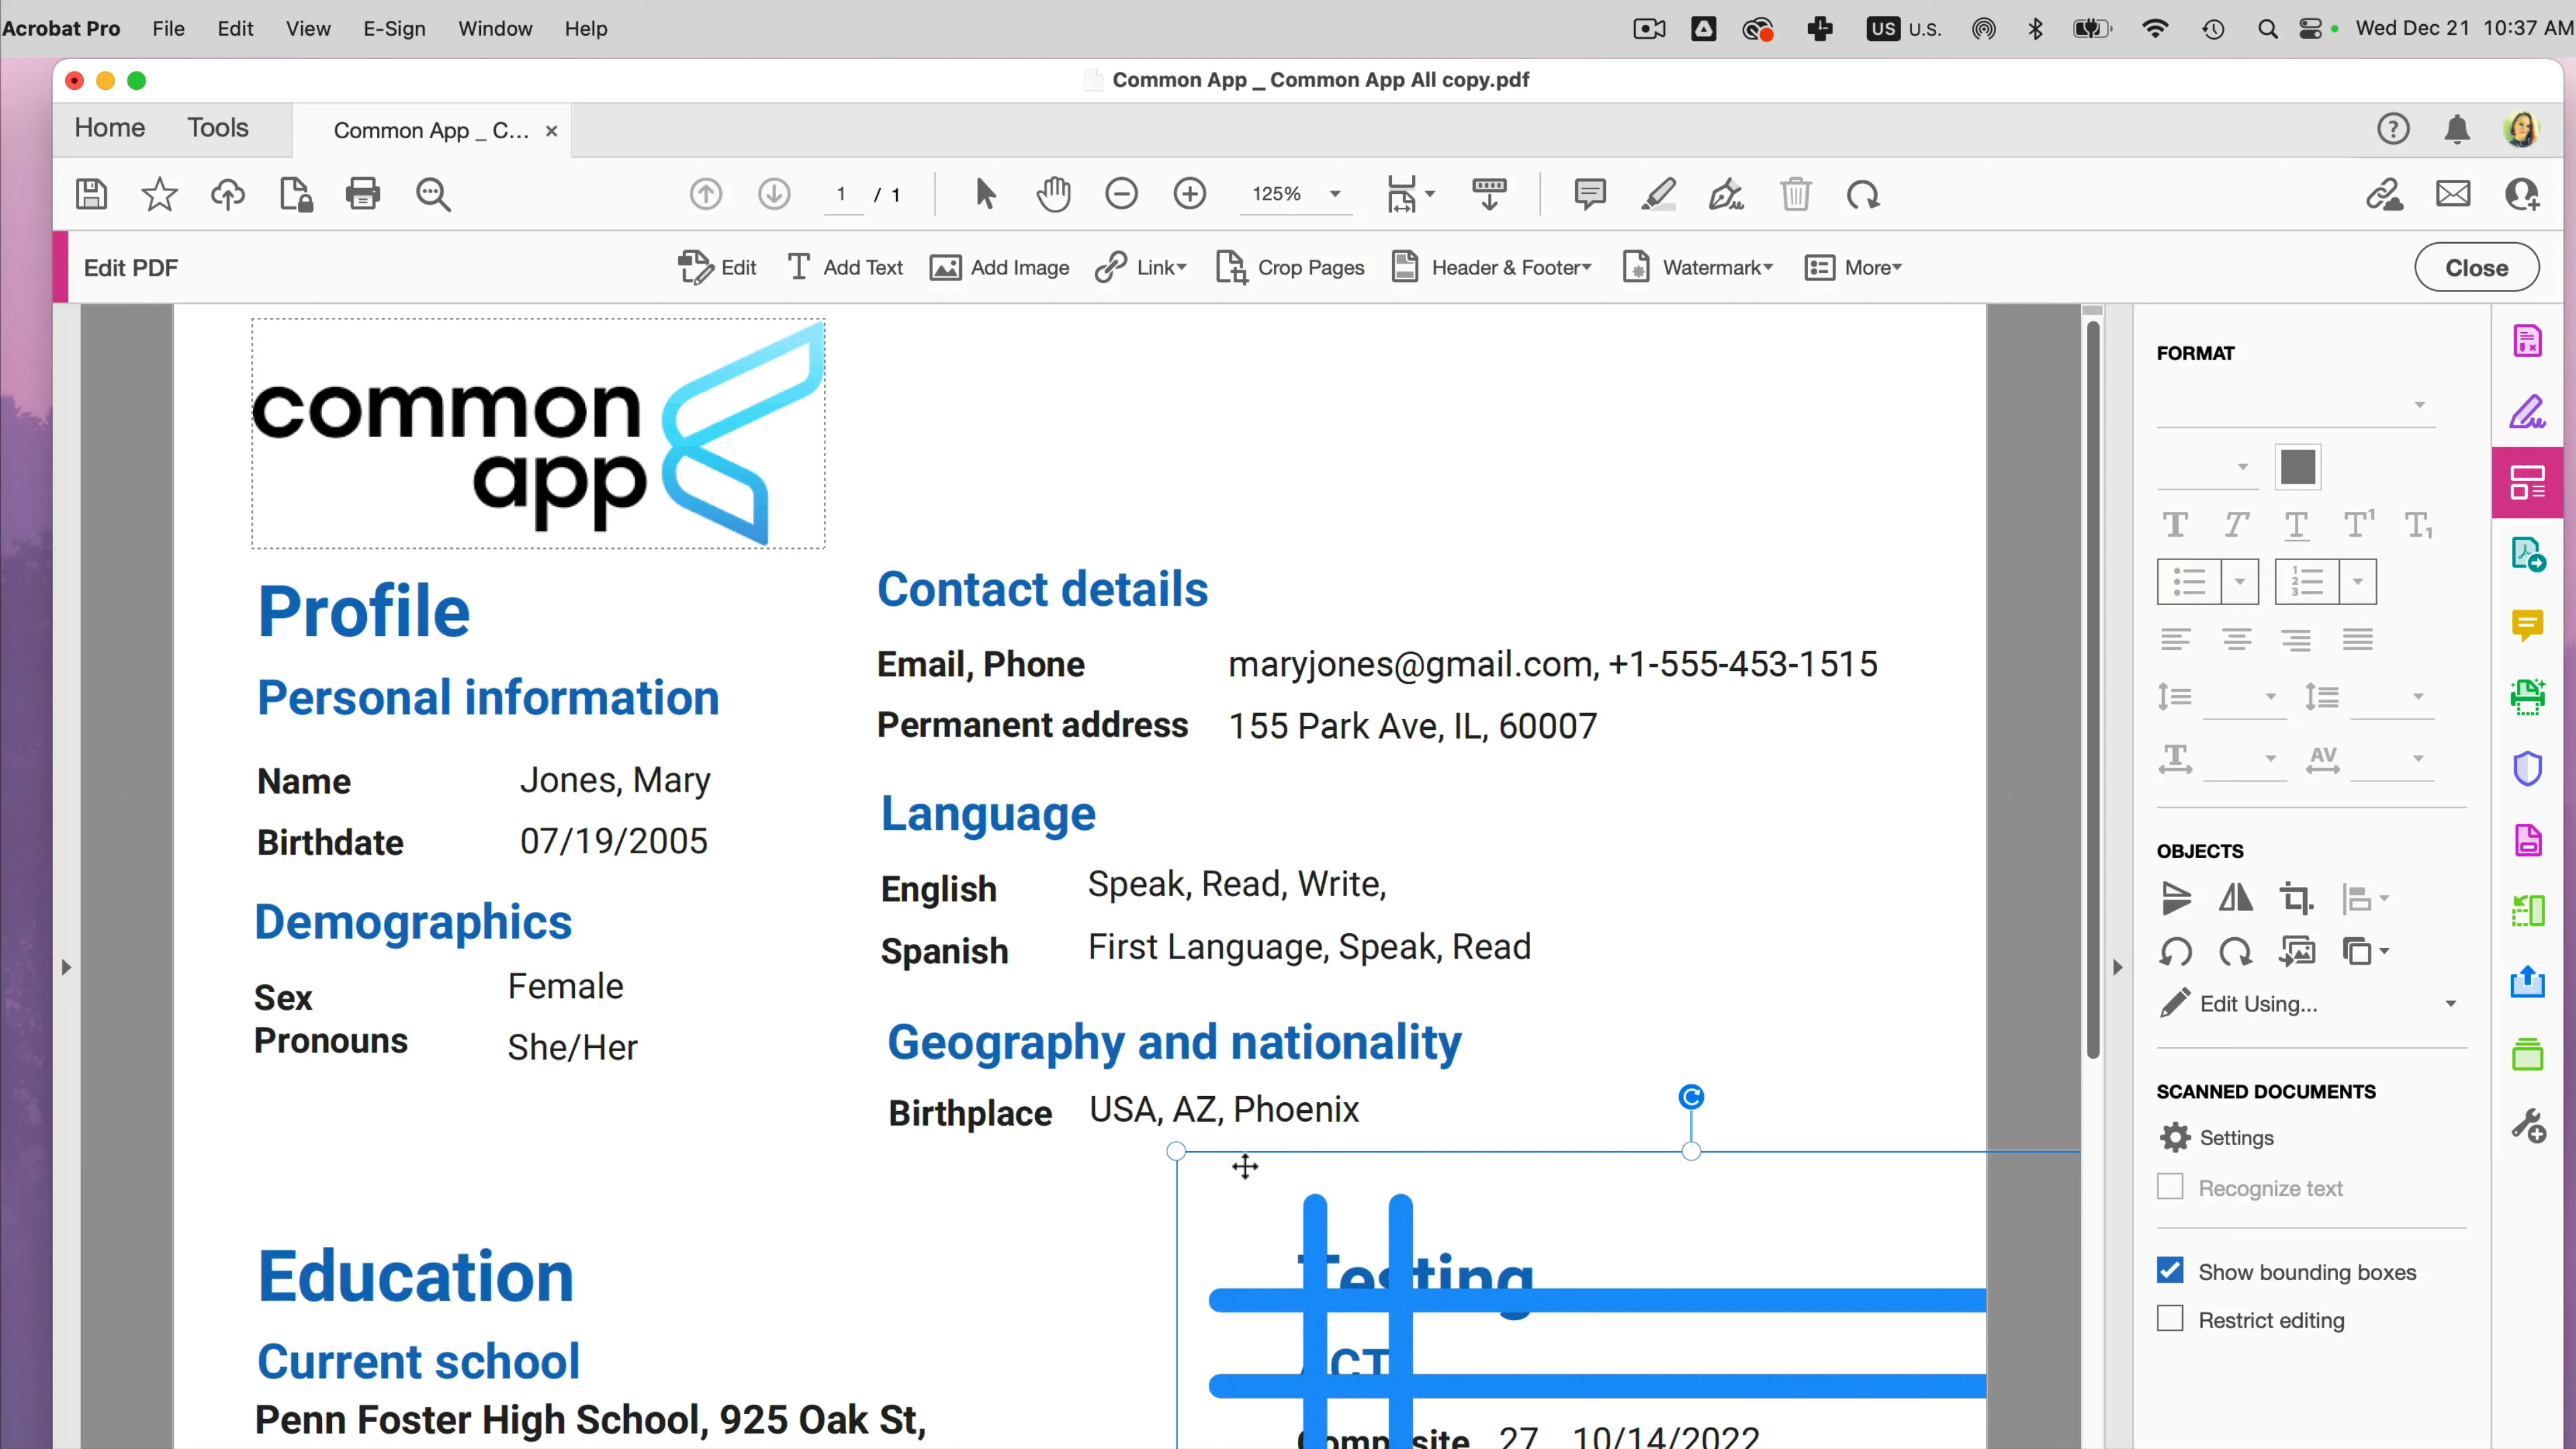 Acrobat Pro File Edit View E-Sign Window Help US U.S. Wed Dec 21 10:37 AM
Common App _ Common App All copy.pdf
Home Tools Common App _ C... ×
1 / 1 125%
Edit PDF Edit Add Text Add Image Link Crop Pages Header & Footer Watermark More Close
common
app
Profile
Personal information
Name Jones, Mary
Birthdate 07/19/2005
Demographics
Sex Female
Pronouns She/Her
Contact details
Email, Phone maryjones@gmail.com, +1-555-453-1515
Permanent address 155 Park Ave, IL, 60007
Language
English Speak, Read, Write,
Spanish First Language, Speak, Read
Geography and nationality
Birthplace USA, AZ, Phoenix
Education
Current school
Penn Foster High School, 925 Oak St,
Testing
ACT
Composite 27 10/14/2022
FORMAT
OBJECTS
Edit Using...
SCANNED DOCUMENTS
Settings
Recognize text
Show bounding boxes
Restrict editing